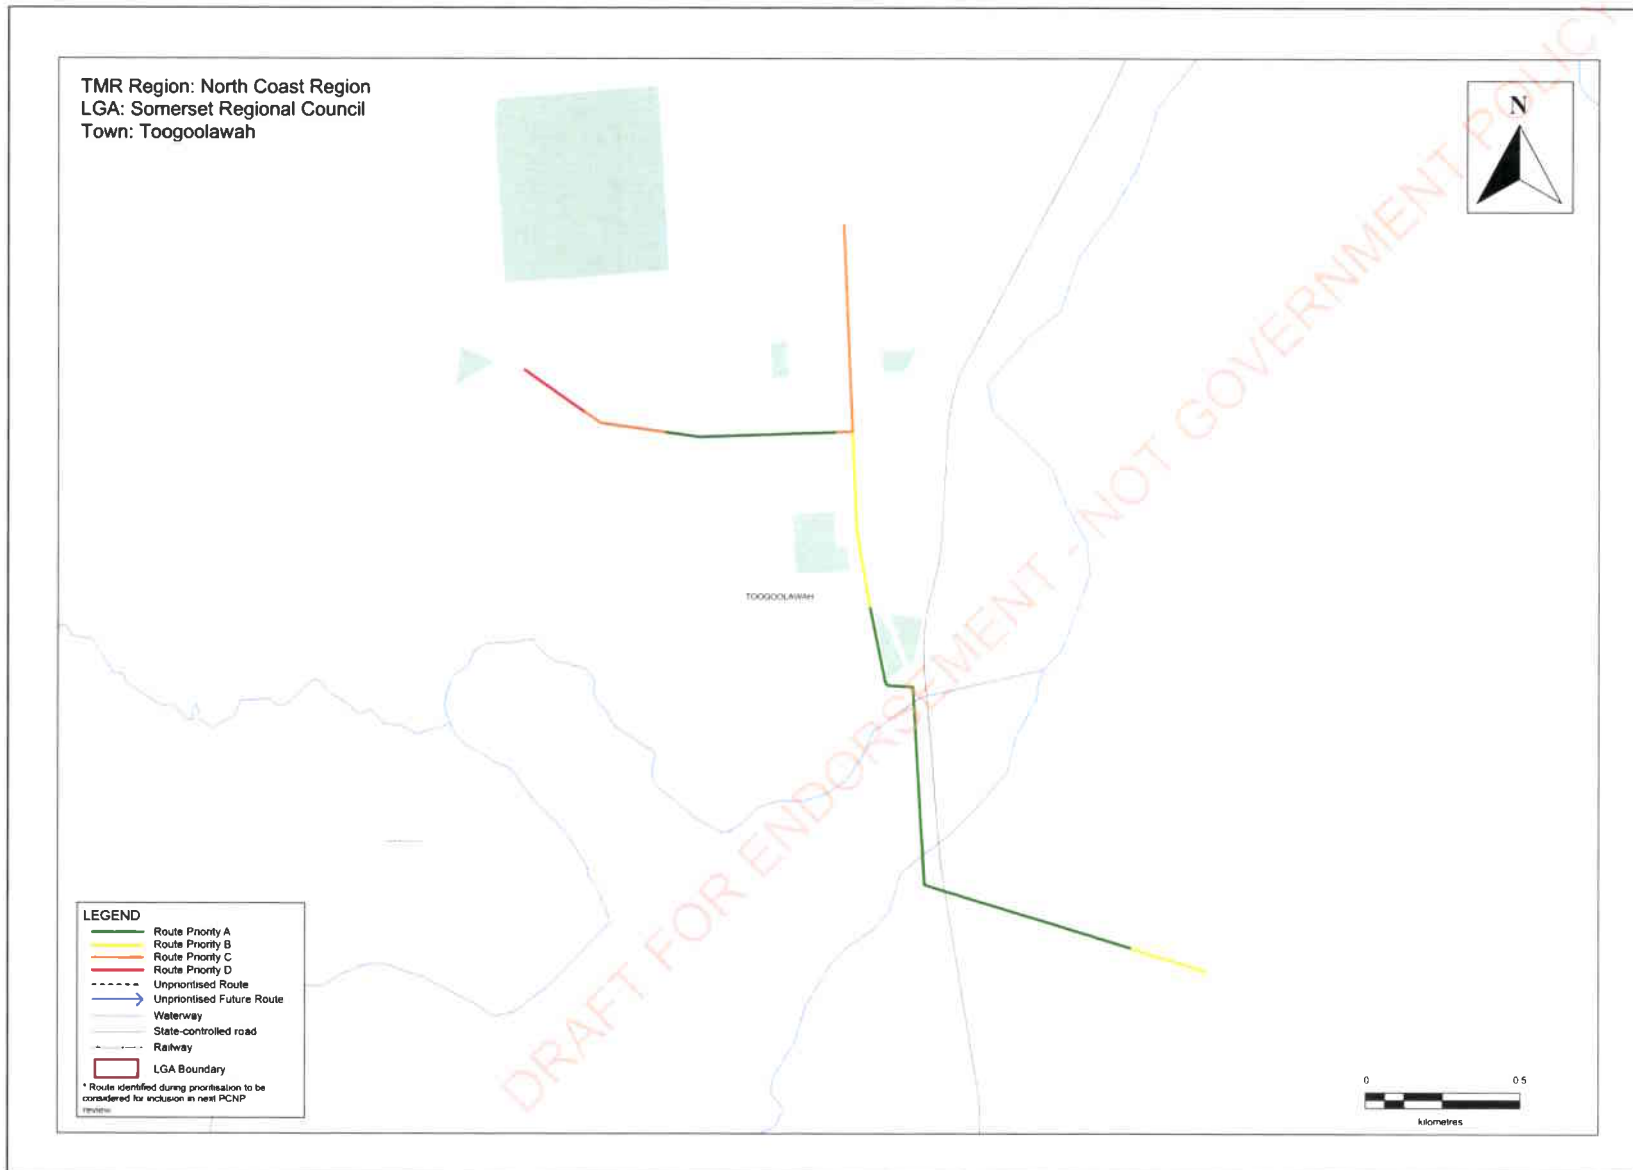 TMR Region: North Coast Region
LGA: Somerset Regional Council
Town: Toogoolawah
N
DRAFT FOR ENDORSEMENT - NOT GOVERNMENT POLICY
TOOGOOLAWAH
LEGEND
Route Priority A
Route Priority B
Route Priority C
Route Priority D
Unprioritised Route
Unprioritised Future Route
Waterway
State-controlled road
Railway
LGA Boundary
* Route identified during prioritisation to be
considered for inclusion in next PCNP
review
0 0.5
kilometres